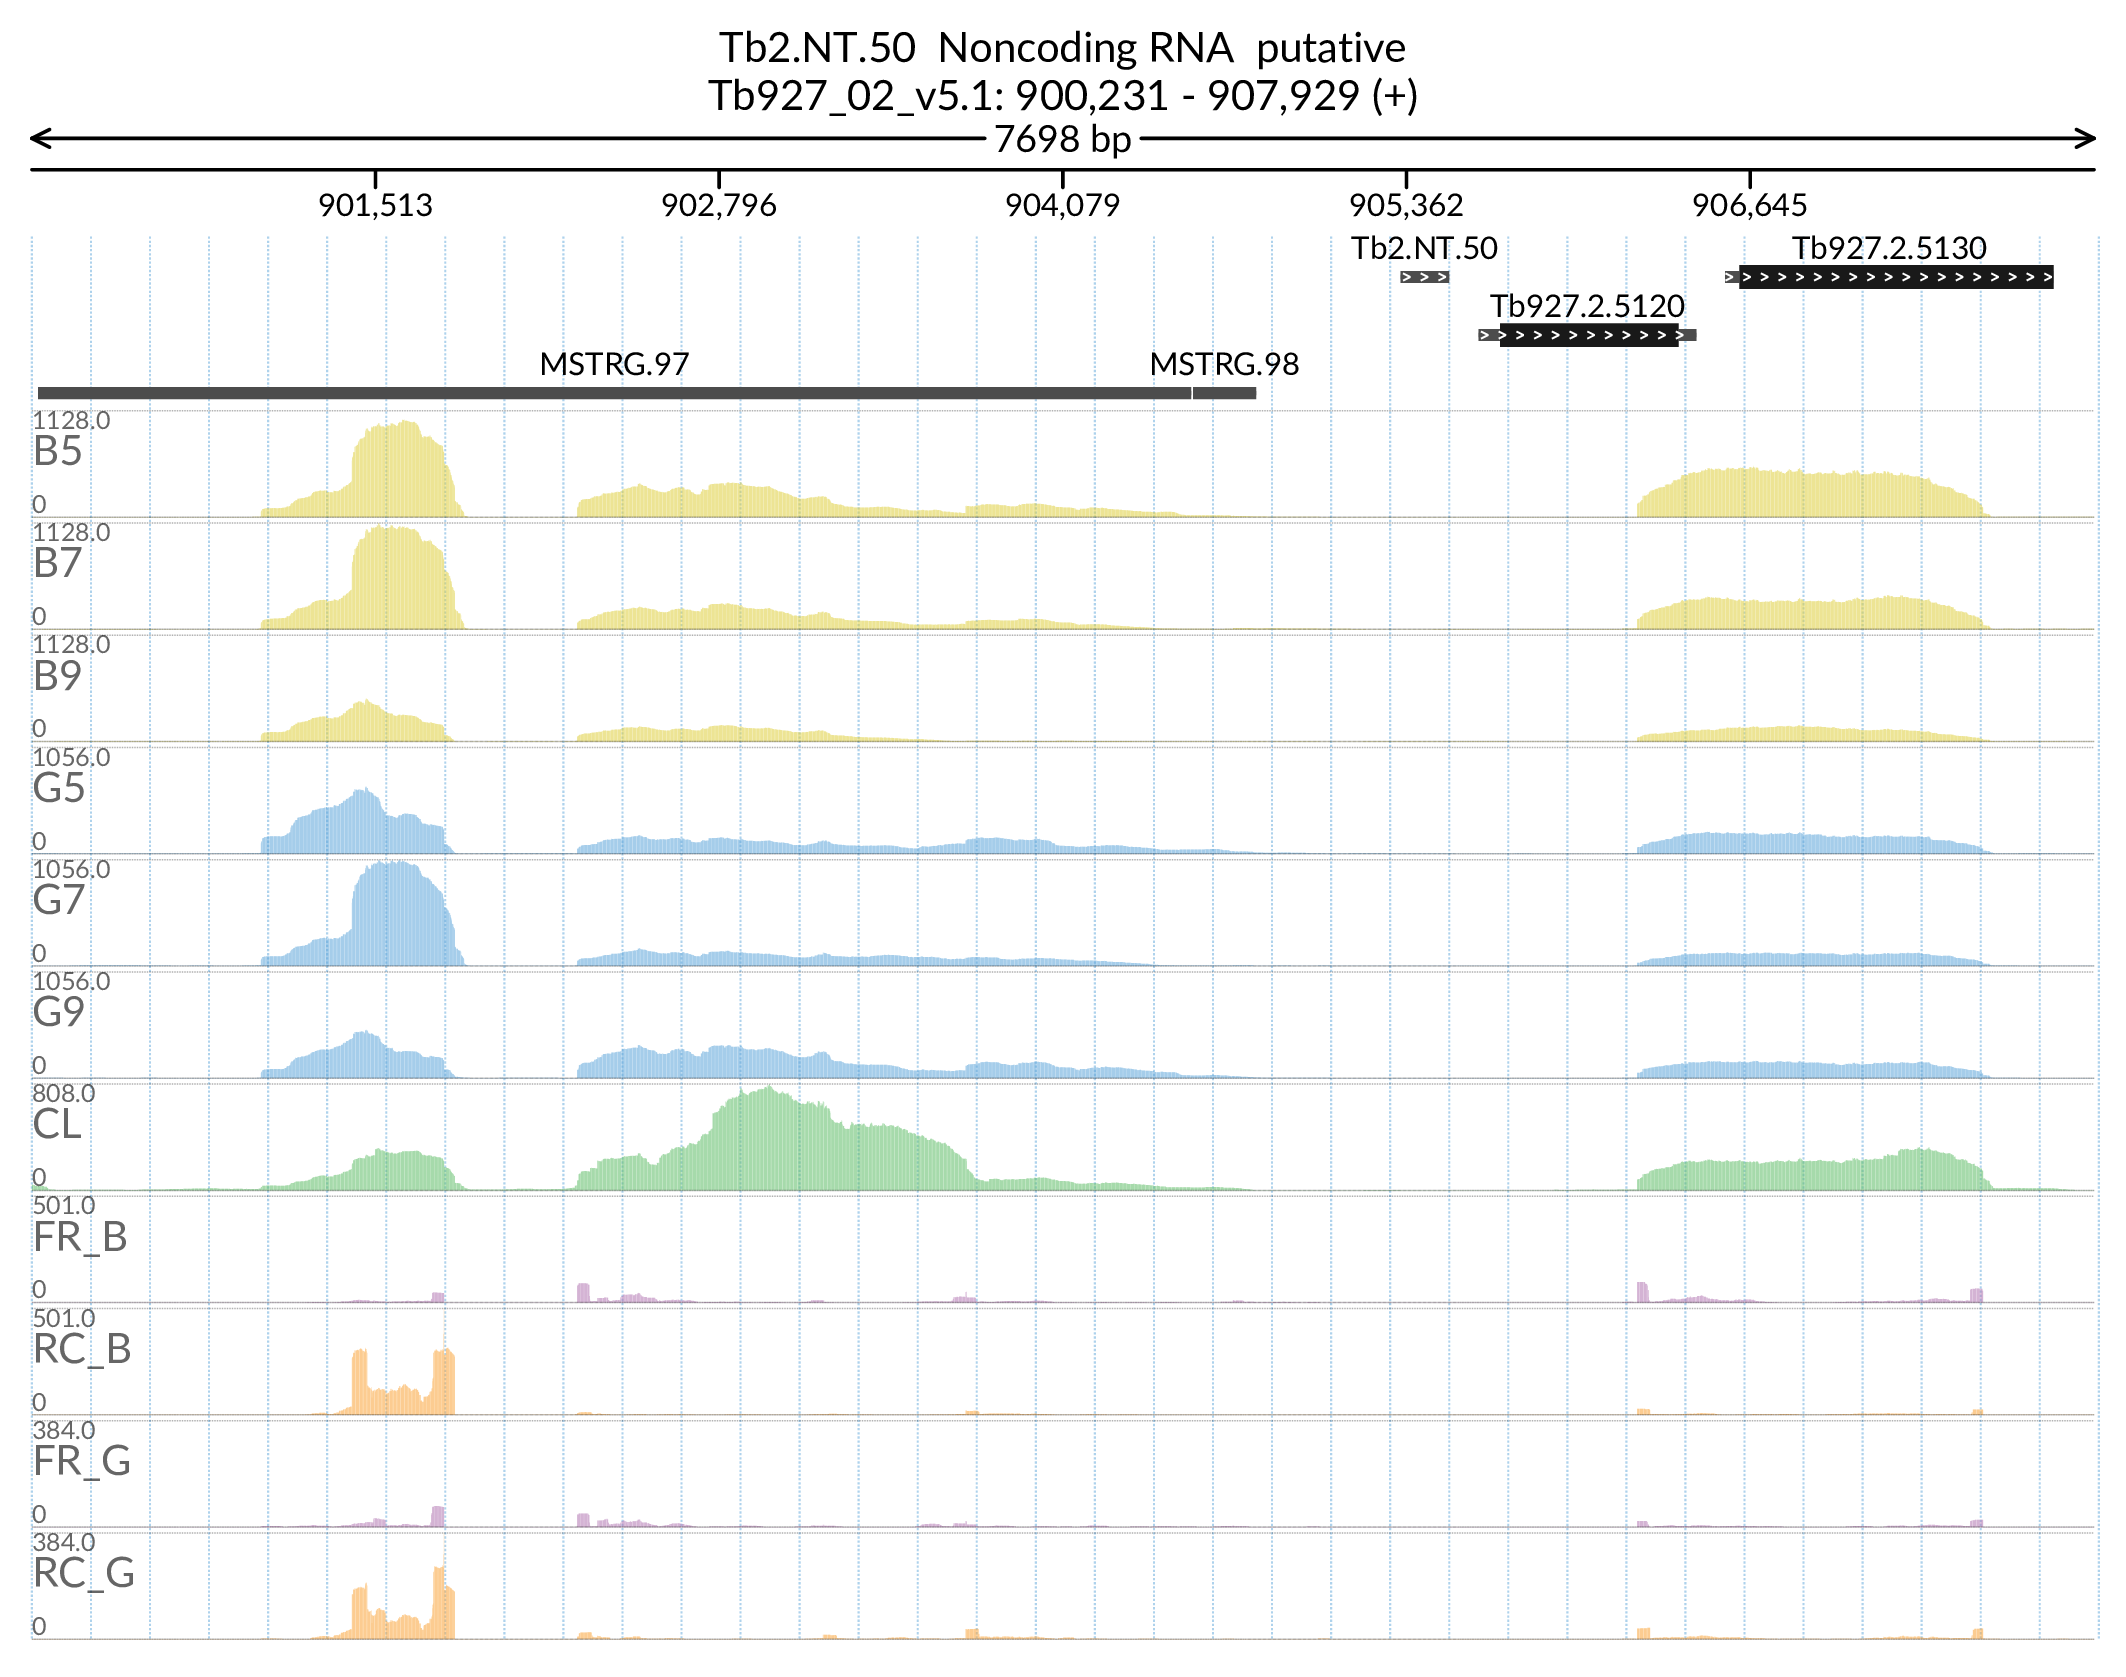 Tb2.NT.50  Noncoding RNA  putative
Tb927_02_v5.1: 900,231 - 907,929 (+)
7698 bp
901,513 902,796 904,079 905,362 906,645
Tb2.NT.50 Tb927.2.5130
Tb927.2.5120
MSTRG.97 MSTRG.98
1128.0
B5
0
1128.0
B7
0
1128.0
B9
0
1056.0
G5
0
1056.0
G7
0
1056.0
G9
0
808.0
CL
0
501.0
FR_B
0
501.0
RC_B
0
384.0
FR_G
0
384.0
RC_G
0